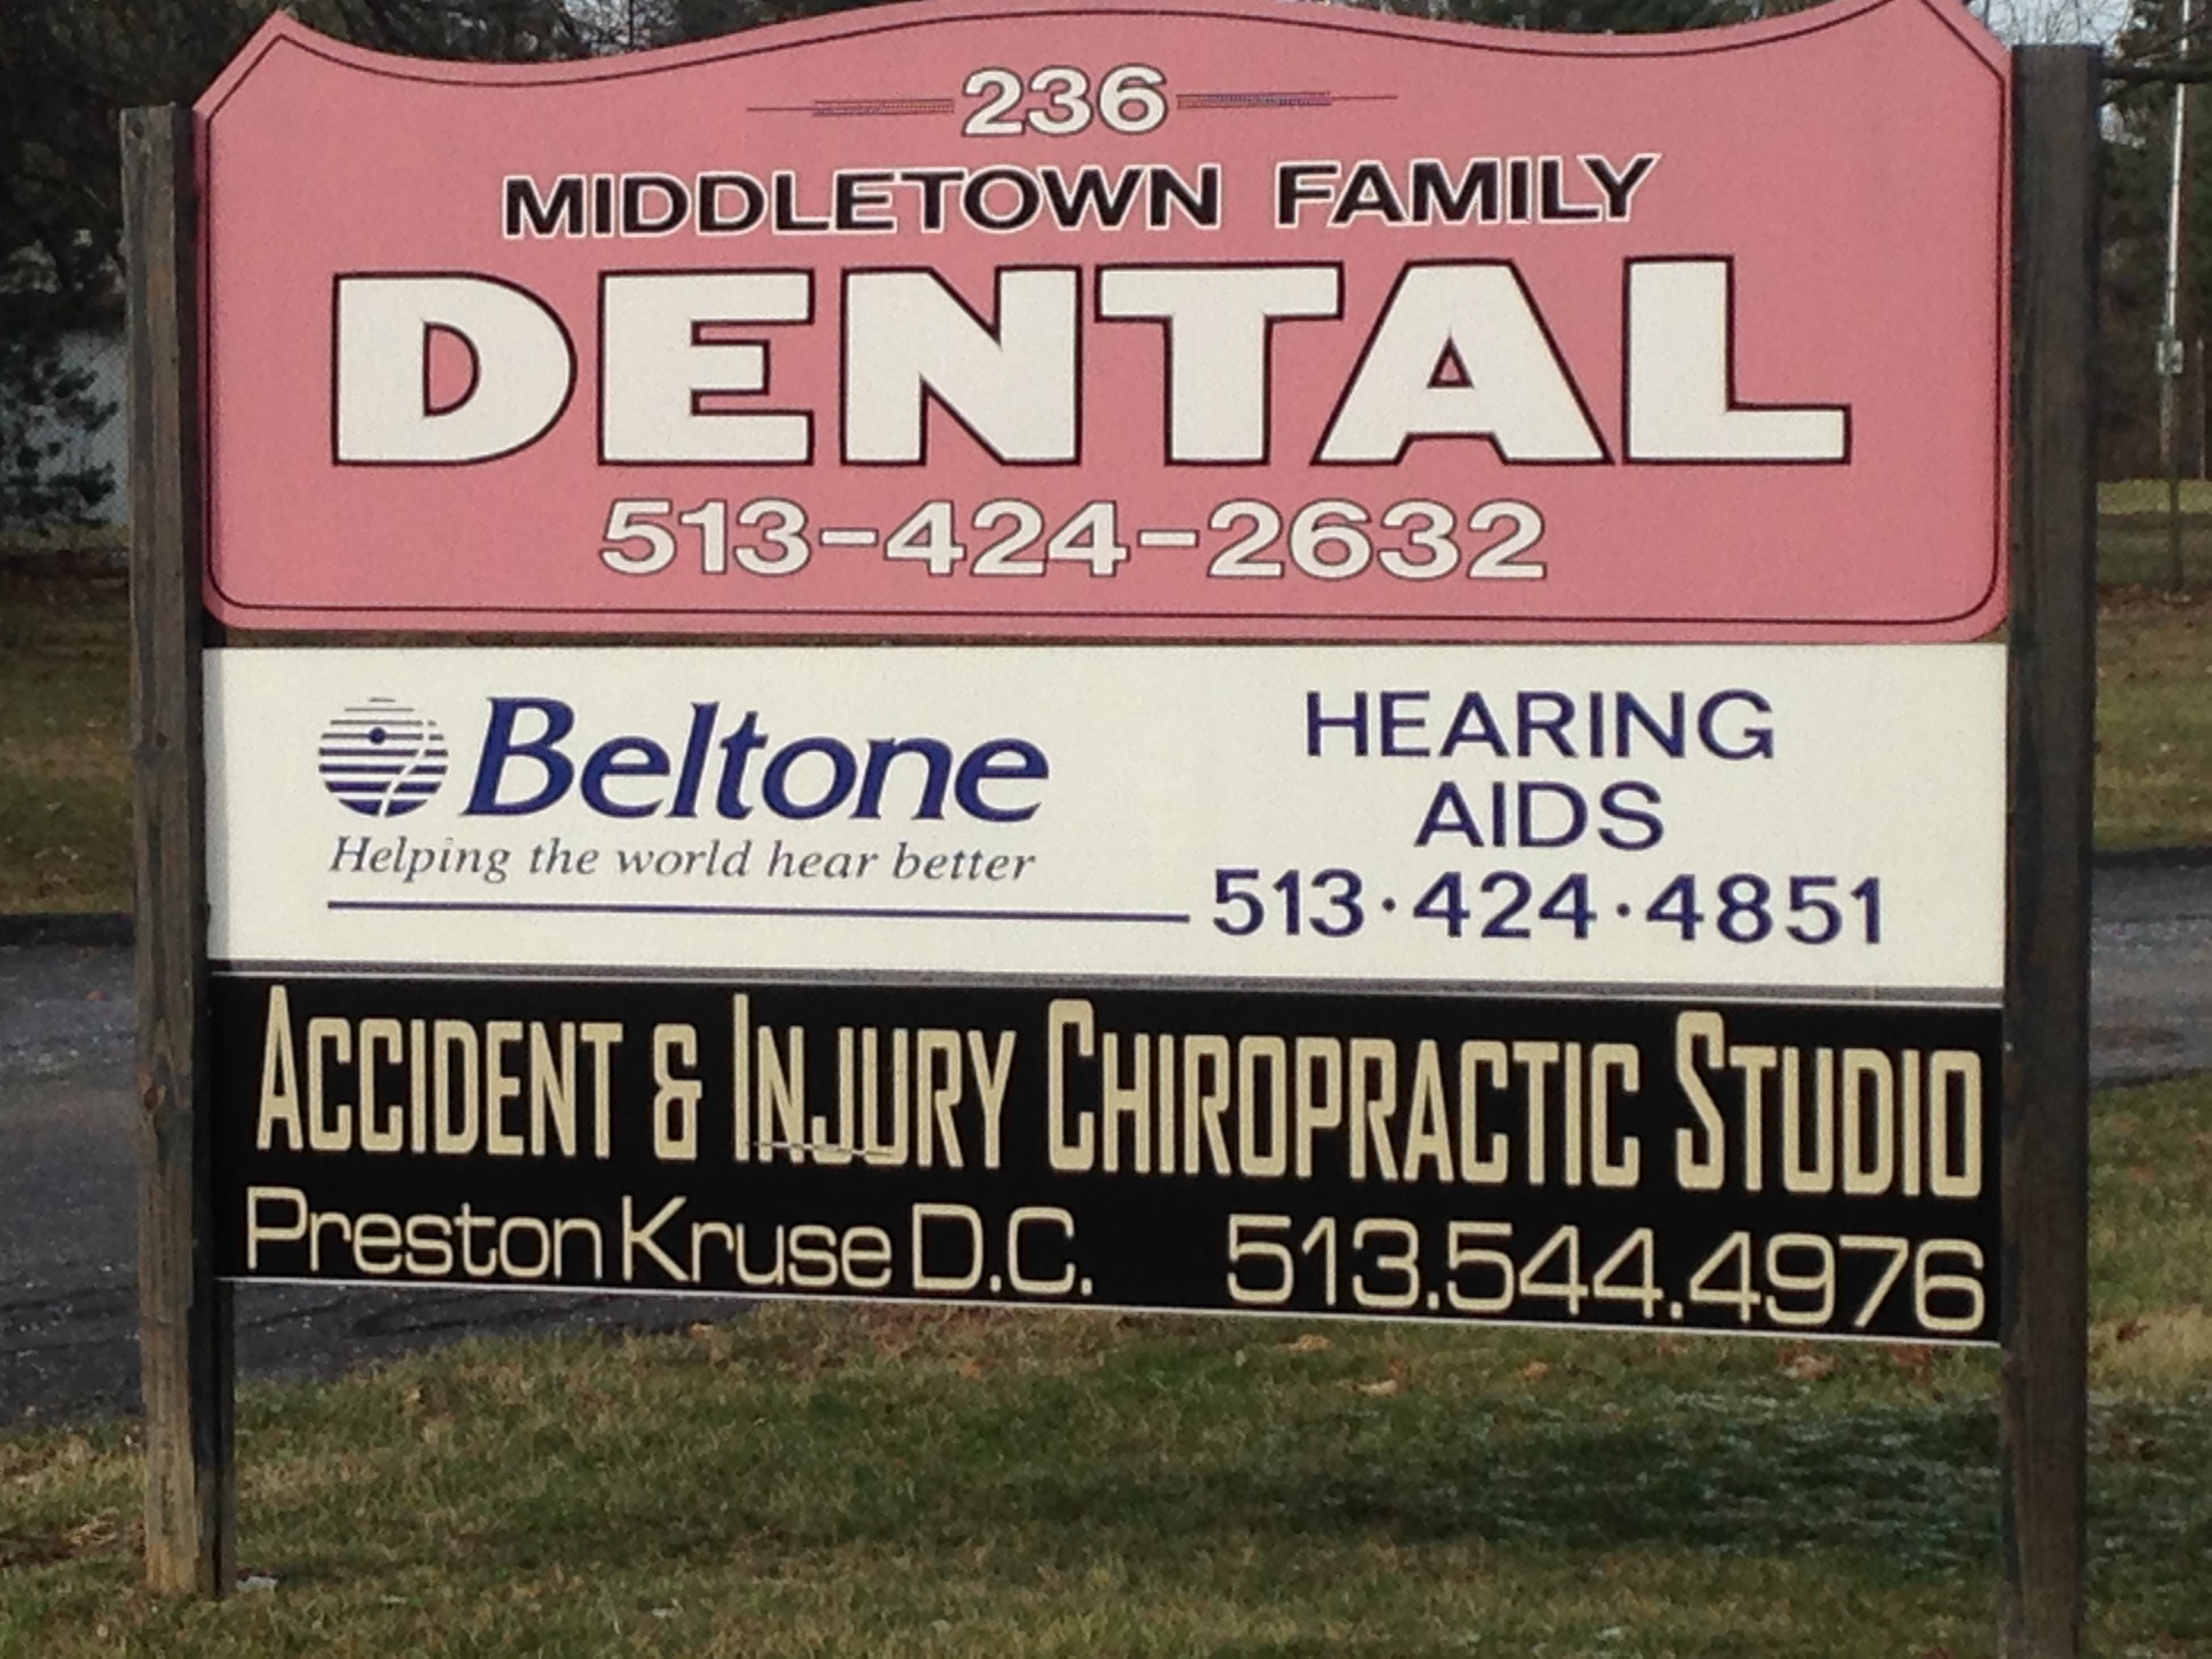 236
MIDDLETOWN FAMILY
DENTAL
513-424-2632
Beltone
Helping the world hear better
HEARING
AIDS
513·424·4851
ACCIDENT & INJURY CHIROPRACTIC STUDIO
Preston Kruse D.C. 513.544.4976